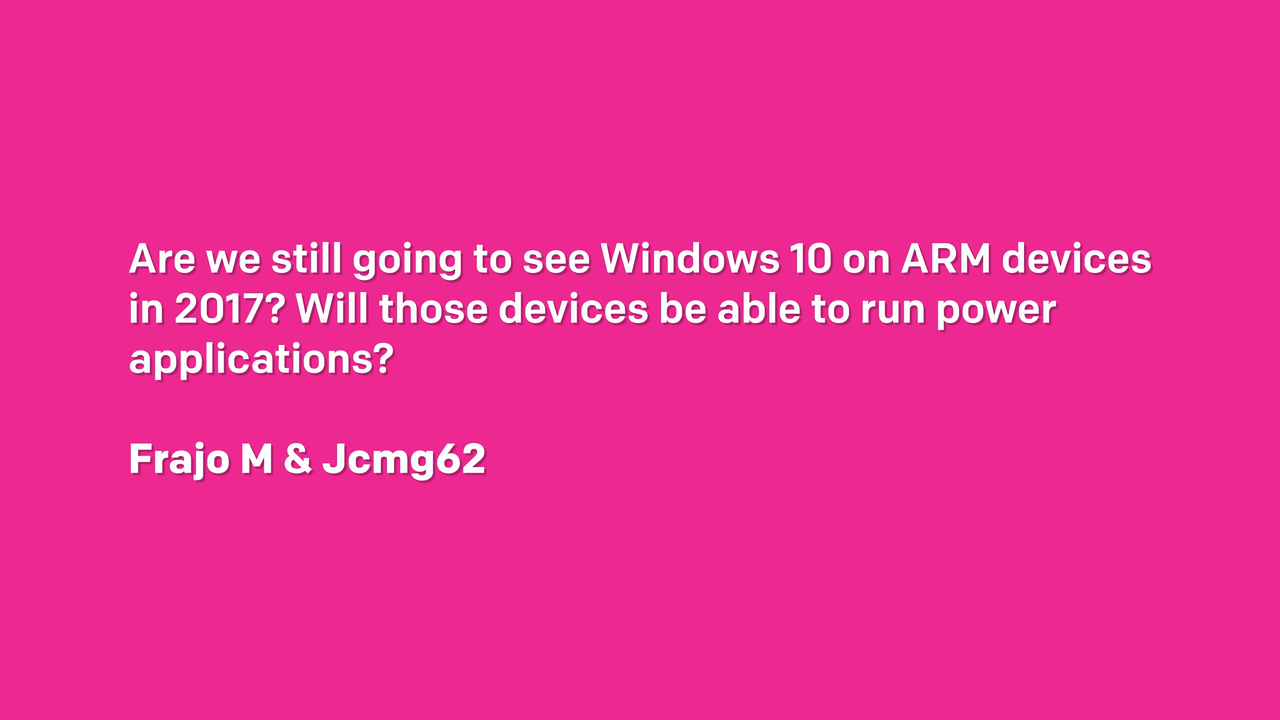 Are we still going to see Windows 10 on ARM devices
in 2017? Will those devices be able to run power
applications?
Frajo M & Jcmg62